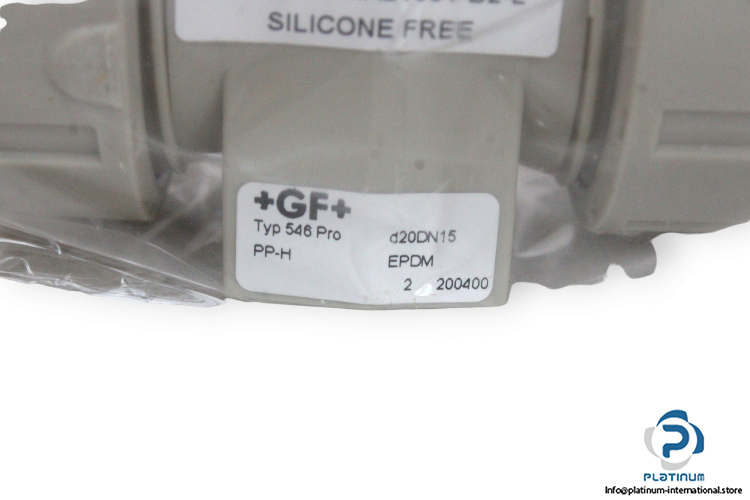 SILICONE FREE
+GF+
Typ 546 Pro d20DN15
PP-H EPDM
2 200400
PLATINUM
Info@platinum-international.store